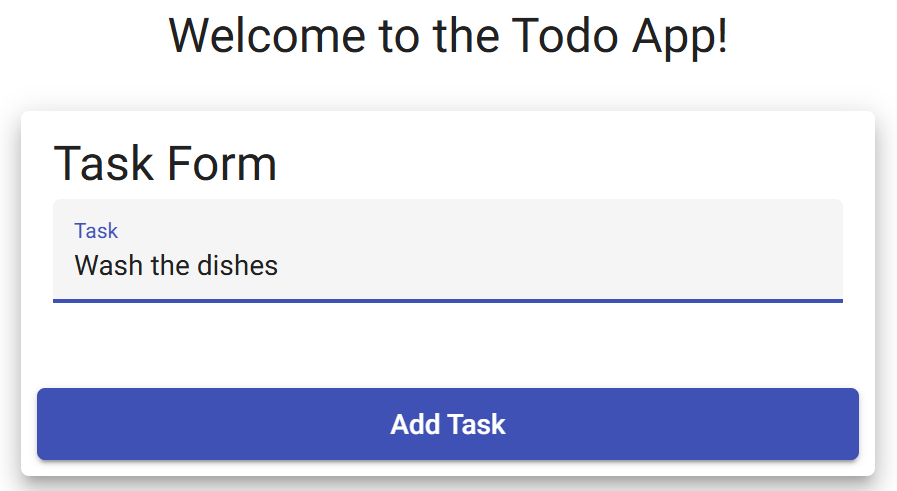 Welcome to the Todo App!
Task Form
Task
Wash the dishes
Add Task